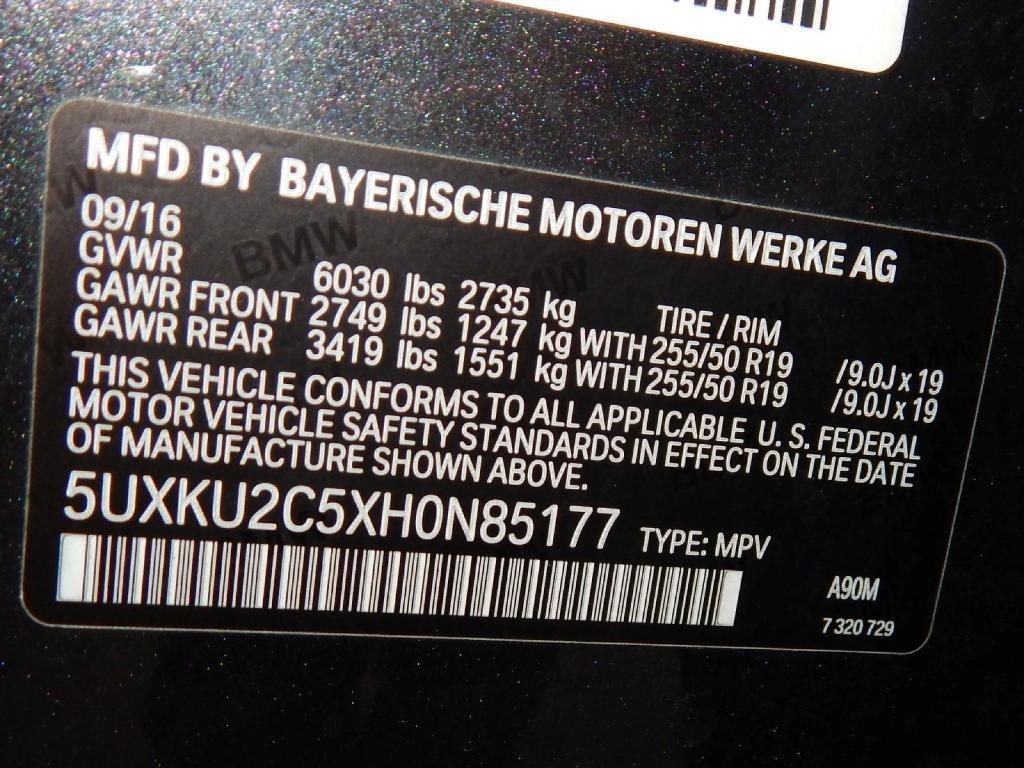 MFD BY BAYERISCHE MOTOREN WERKE AG
09/16
GVWR 6030 lbs 2735 kg TIRE / RIM
GAWR FRONT 2749 lbs 1247 kg WITH 255/50 R19 /9.0J x 19
GAWR REAR 3419 lbs 1551 kg WITH 255/50 R19 /9.0J x 19
THIS VEHICLE CONFORMS TO ALL APPLICABLE U. S. FEDERAL
MOTOR VEHICLE SAFETY STANDARDS IN EFFECT ON THE DATE
OF MANUFACTURE SHOWN ABOVE.
5UXKU2C5XH0N85177 TYPE: MPV
A90M
7 320 729
BMW